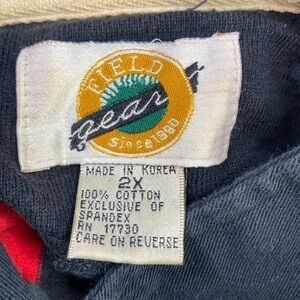 FIELD
gear
Since 1980
MADE IN KOREA
2X
100% COTTON
EXCLUSIVE OF
SPANDEX
RN 17730
CARE ON REVERSE